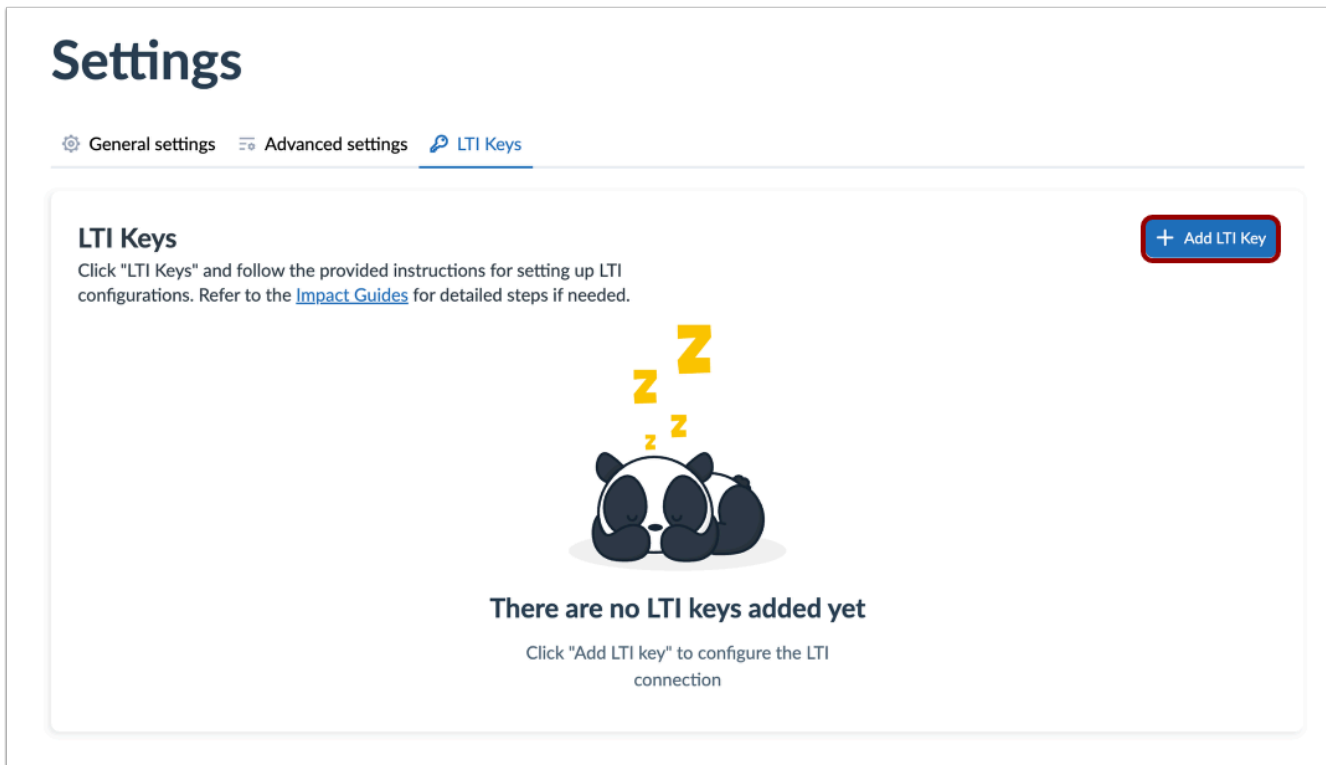 Settings
General settings Advanced settings LTI Keys
LTI Keys
+ Add LTI Key
Click "LTI Keys" and follow the provided instructions for setting up LTI
configurations. Refer to the Impact Guides for detailed steps if needed.
Z
Z
Z
Z
There are no LTI keys added yet
Click "Add LTI key" to configure the LTI
connection